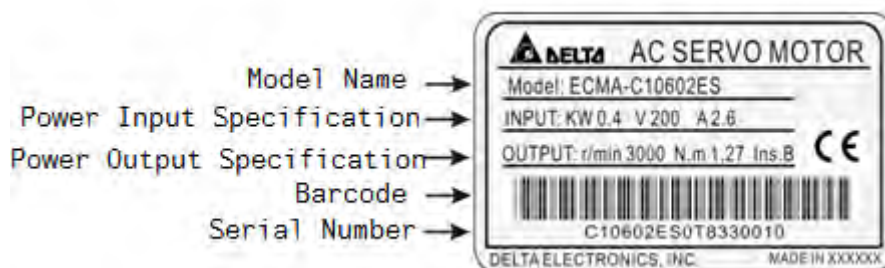 DELTA AC SERVO MOTOR
Model Name
Model: ECMA-C10602ES
Power Input Specification
INPUT: KW 0.4 V 200 A 2.6
Power Output Specification
OUTPUT: r/min 3000 N.m 1.27 Ins.B CE
Barcode
Serial Number
C10602ES0T8330010
DELTA ELECTRONICS, INC. MADE IN XXXXXX